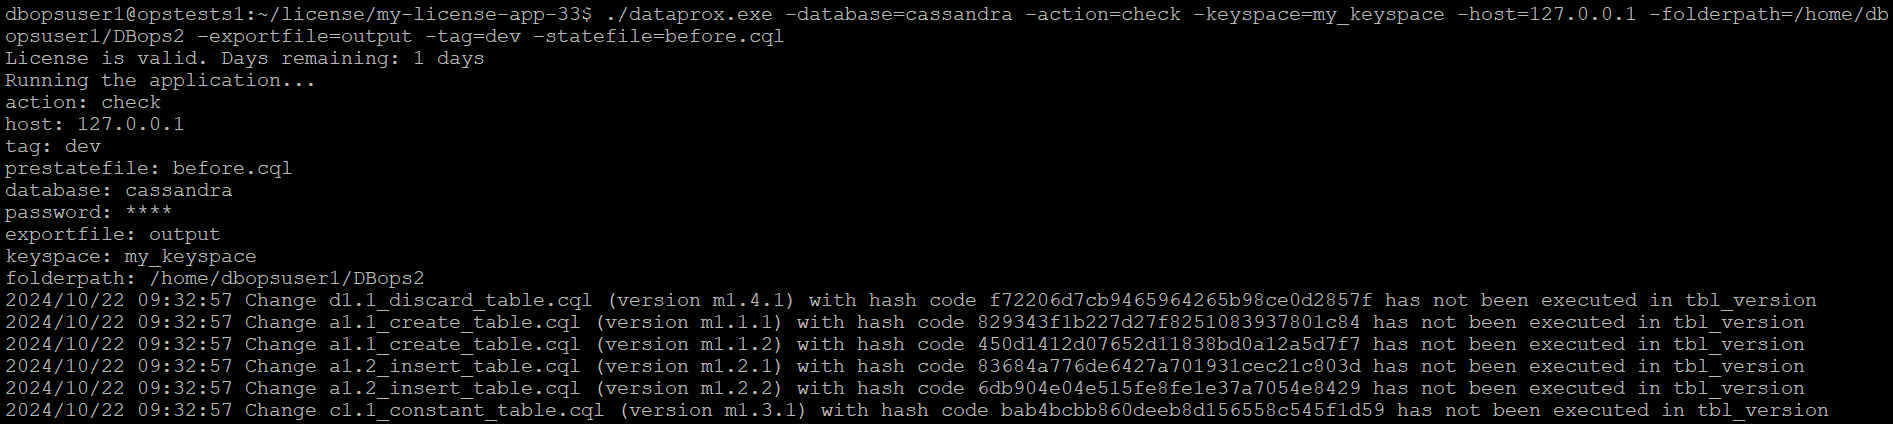 dbopsuser1@opstests1:~/license/my-license-app-33$ ./dataprox.exe -database=cassandra -action=check -keyspace=my_keyspace -host=127.0.0.1 -folderpath=/home/db
opsuser1/DBops2 -exportfile=output -tag=dev -statefile=before.cql
License is valid. Days remaining: 1 days
Running the application...
action: check
host: 127.0.0.1
tag: dev
prestatefile: before.cql
database: cassandra
password: ****
exportfile: output
keyspace: my_keyspace
folderpath: /home/dbopsuser1/DBops2
2024/10/22 09:32:57 Change d1.1_discard_table.cql (version m1.4.1) with hash code f72206d7cb9465964265b98ce0d2857f has not been executed in tbl_version
2024/10/22 09:32:57 Change a1.1_create_table.cql (version m1.1.1) with hash code 829343f1b227d27f8251083937801c84 has not been executed in tbl_version
2024/10/22 09:32:57 Change a1.1_create_table.cql (version m1.1.2) with hash code 450d1412d07652d11838bd0a12a5d7f7 has not been executed in tbl_version
2024/10/22 09:32:57 Change a1.2_insert_table.cql (version m1.2.1) with hash code 83684a776de6427a701931cec21c803d has not been executed in tbl_version
2024/10/22 09:32:57 Change a1.2_insert_table.cql (version m1.2.2) with hash code 6db904e04e515fe8fe1e37a7054e8429 has not been executed in tbl_version
2024/10/22 09:32:57 Change c1.1_constant_table.cql (version m1.3.1) with hash code bab4bcbb860deeb8d156558c545f1d59 has not been executed in tbl_version